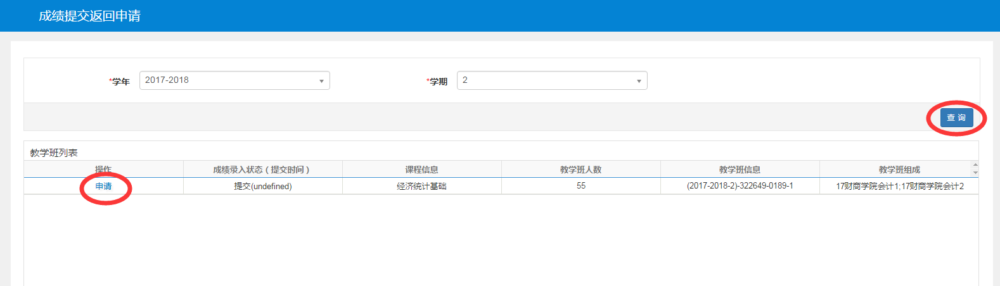 成绩提交返回申请
*学年 2017-2018 *学期 2
查 询
教学班列表
操作 成绩录入状态（提交时间） 课程信息 教学班人数 教学班信息 教学班组成
申请 提交(undefined) 经济统计基础 55 (2017-2018-2)-322649-0189-1 17财商学院会计1;17财商学院会计2